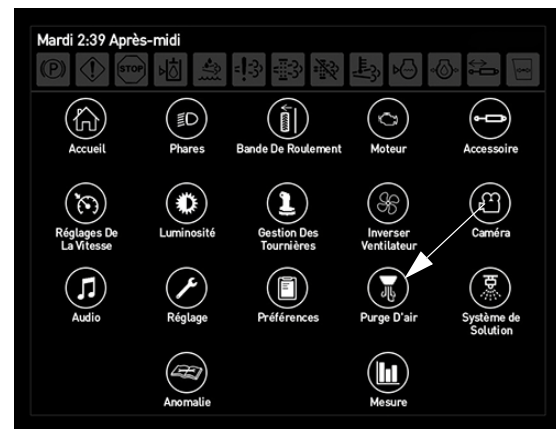 Mardi 2:39 Après-midi
(P) STOP
Accueil Phares Bande De Roulement Moteur Accessoire
Réglages De La Vitesse Luminosité Gestion Des Tournières Inverser Ventilateur Caméra
Audio Réglage Préférences Purge D'air Système de Solution
Anomalie Mesure